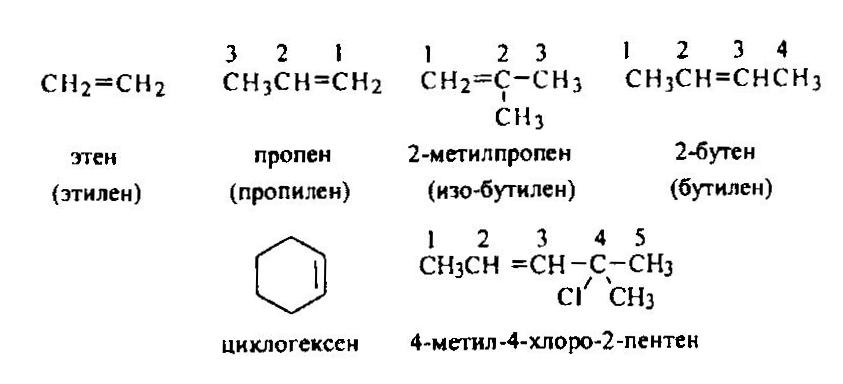 3 2 1 1 2 3 1 2 3 4
CH2=CH2 CH3CH=CH2 CH2=C-CH3 CH3CH=CHCH3
CH3
этен пропен 2-метилпропен 2-бутен
(этилен) (пропилен) (изо-бутилен) (бутилен)
1 2 3 4 5
CH3CH =CH-C-CH3
Cl CH3
циклогексен 4-метил-4-хлоро-2-пентен